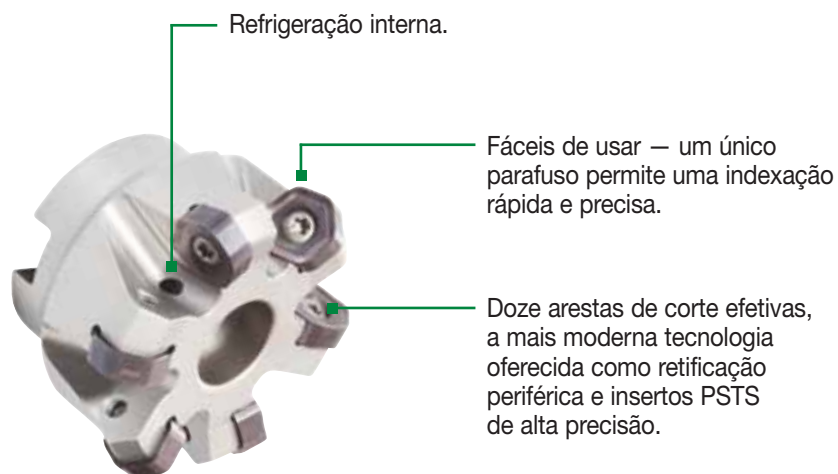 Refrigeração interna.
Fáceis de usar — um único
parafuso permite uma indexação
rápida e precisa.
Doze arestas de corte efetivas,
a mais moderna tecnologia
oferecida como retificação
periférica e insertos PSTS
de alta precisão.